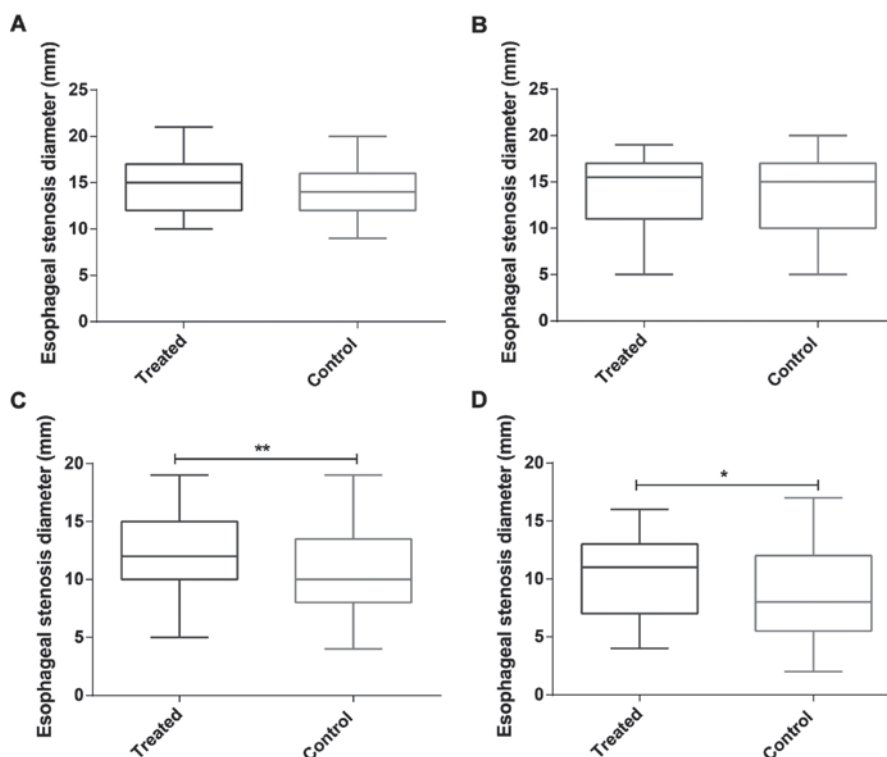 A
Esophageal stenosis diameter (mm)
25
20
15
10
5
0
Treated
Control
B
Esophageal stenosis diameter (mm)
25
20
15
10
5
0
Treated
Control
C
Esophageal stenosis diameter (mm)
20
15
10
5
0
**
Treated
Control
D
Esophageal stenosis diameter (mm)
20
15
10
5
0
*
Treated
Control